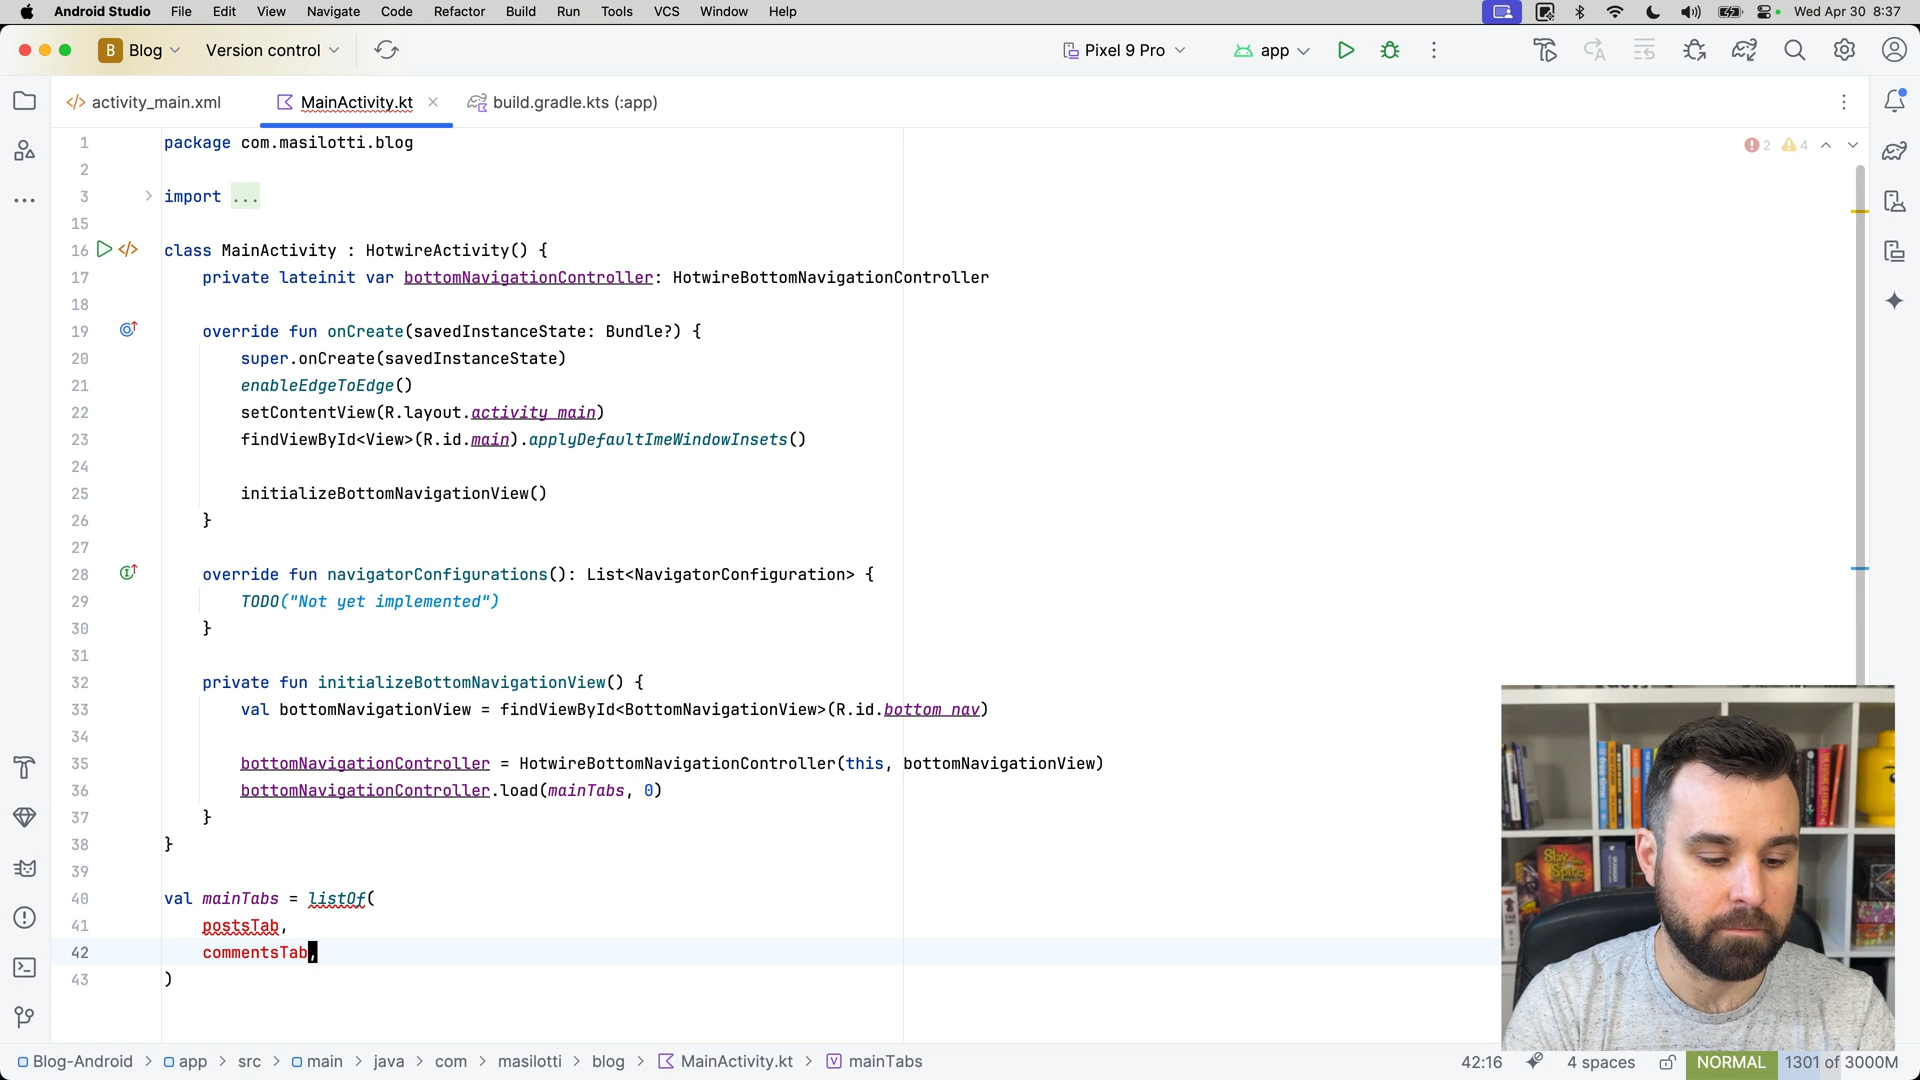 Android Studio File Edit View Navigate Code Refactor Build Run Tools VCS Window Help Wed Apr 30 8:37
B Blog Version control Pixel 9 Pro app
activity_main.xml MainActivity.kt build.gradle.kts (:app)
1 package com.masilotti.blog 2 4
2
3 import ...
15
16 class MainActivity : HotwireActivity() {
17 private lateinit var bottomNavigationController: HotwireBottomNavigationController
18
19 override fun onCreate(savedInstanceState: Bundle?) {
20 super.onCreate(savedInstanceState)
21 enableEdgeToEdge()
22 setContentView(R.layout.activity_main)
23 findViewById<View>(R.id.main).applyDefaultImeWindowInsets()
24
25 initializeBottomNavigationView()
26 }
27
28 override fun navigatorConfigurations(): List<NavigatorConfiguration> {
29 TODO("Not yet implemented")
30 }
31
32 private fun initializeBottomNavigationView() {
33 val bottomNavigationView = findViewById<BottomNavigationView>(R.id.bottom_nav)
34
35 bottomNavigationController = HotwireBottomNavigationController(this, bottomNavigationView)
36 bottomNavigationController.load(mainTabs, 0)
37 }
38 }
39
40 val mainTabs = listOf(
41 postsTab,
42 commentsTab,
43 )
Blog-Android > app > src > main > java > com > masilotti > blog > MainActivity.kt > mainTabs 42:16 4 spaces NORMAL 1301 of 3000M